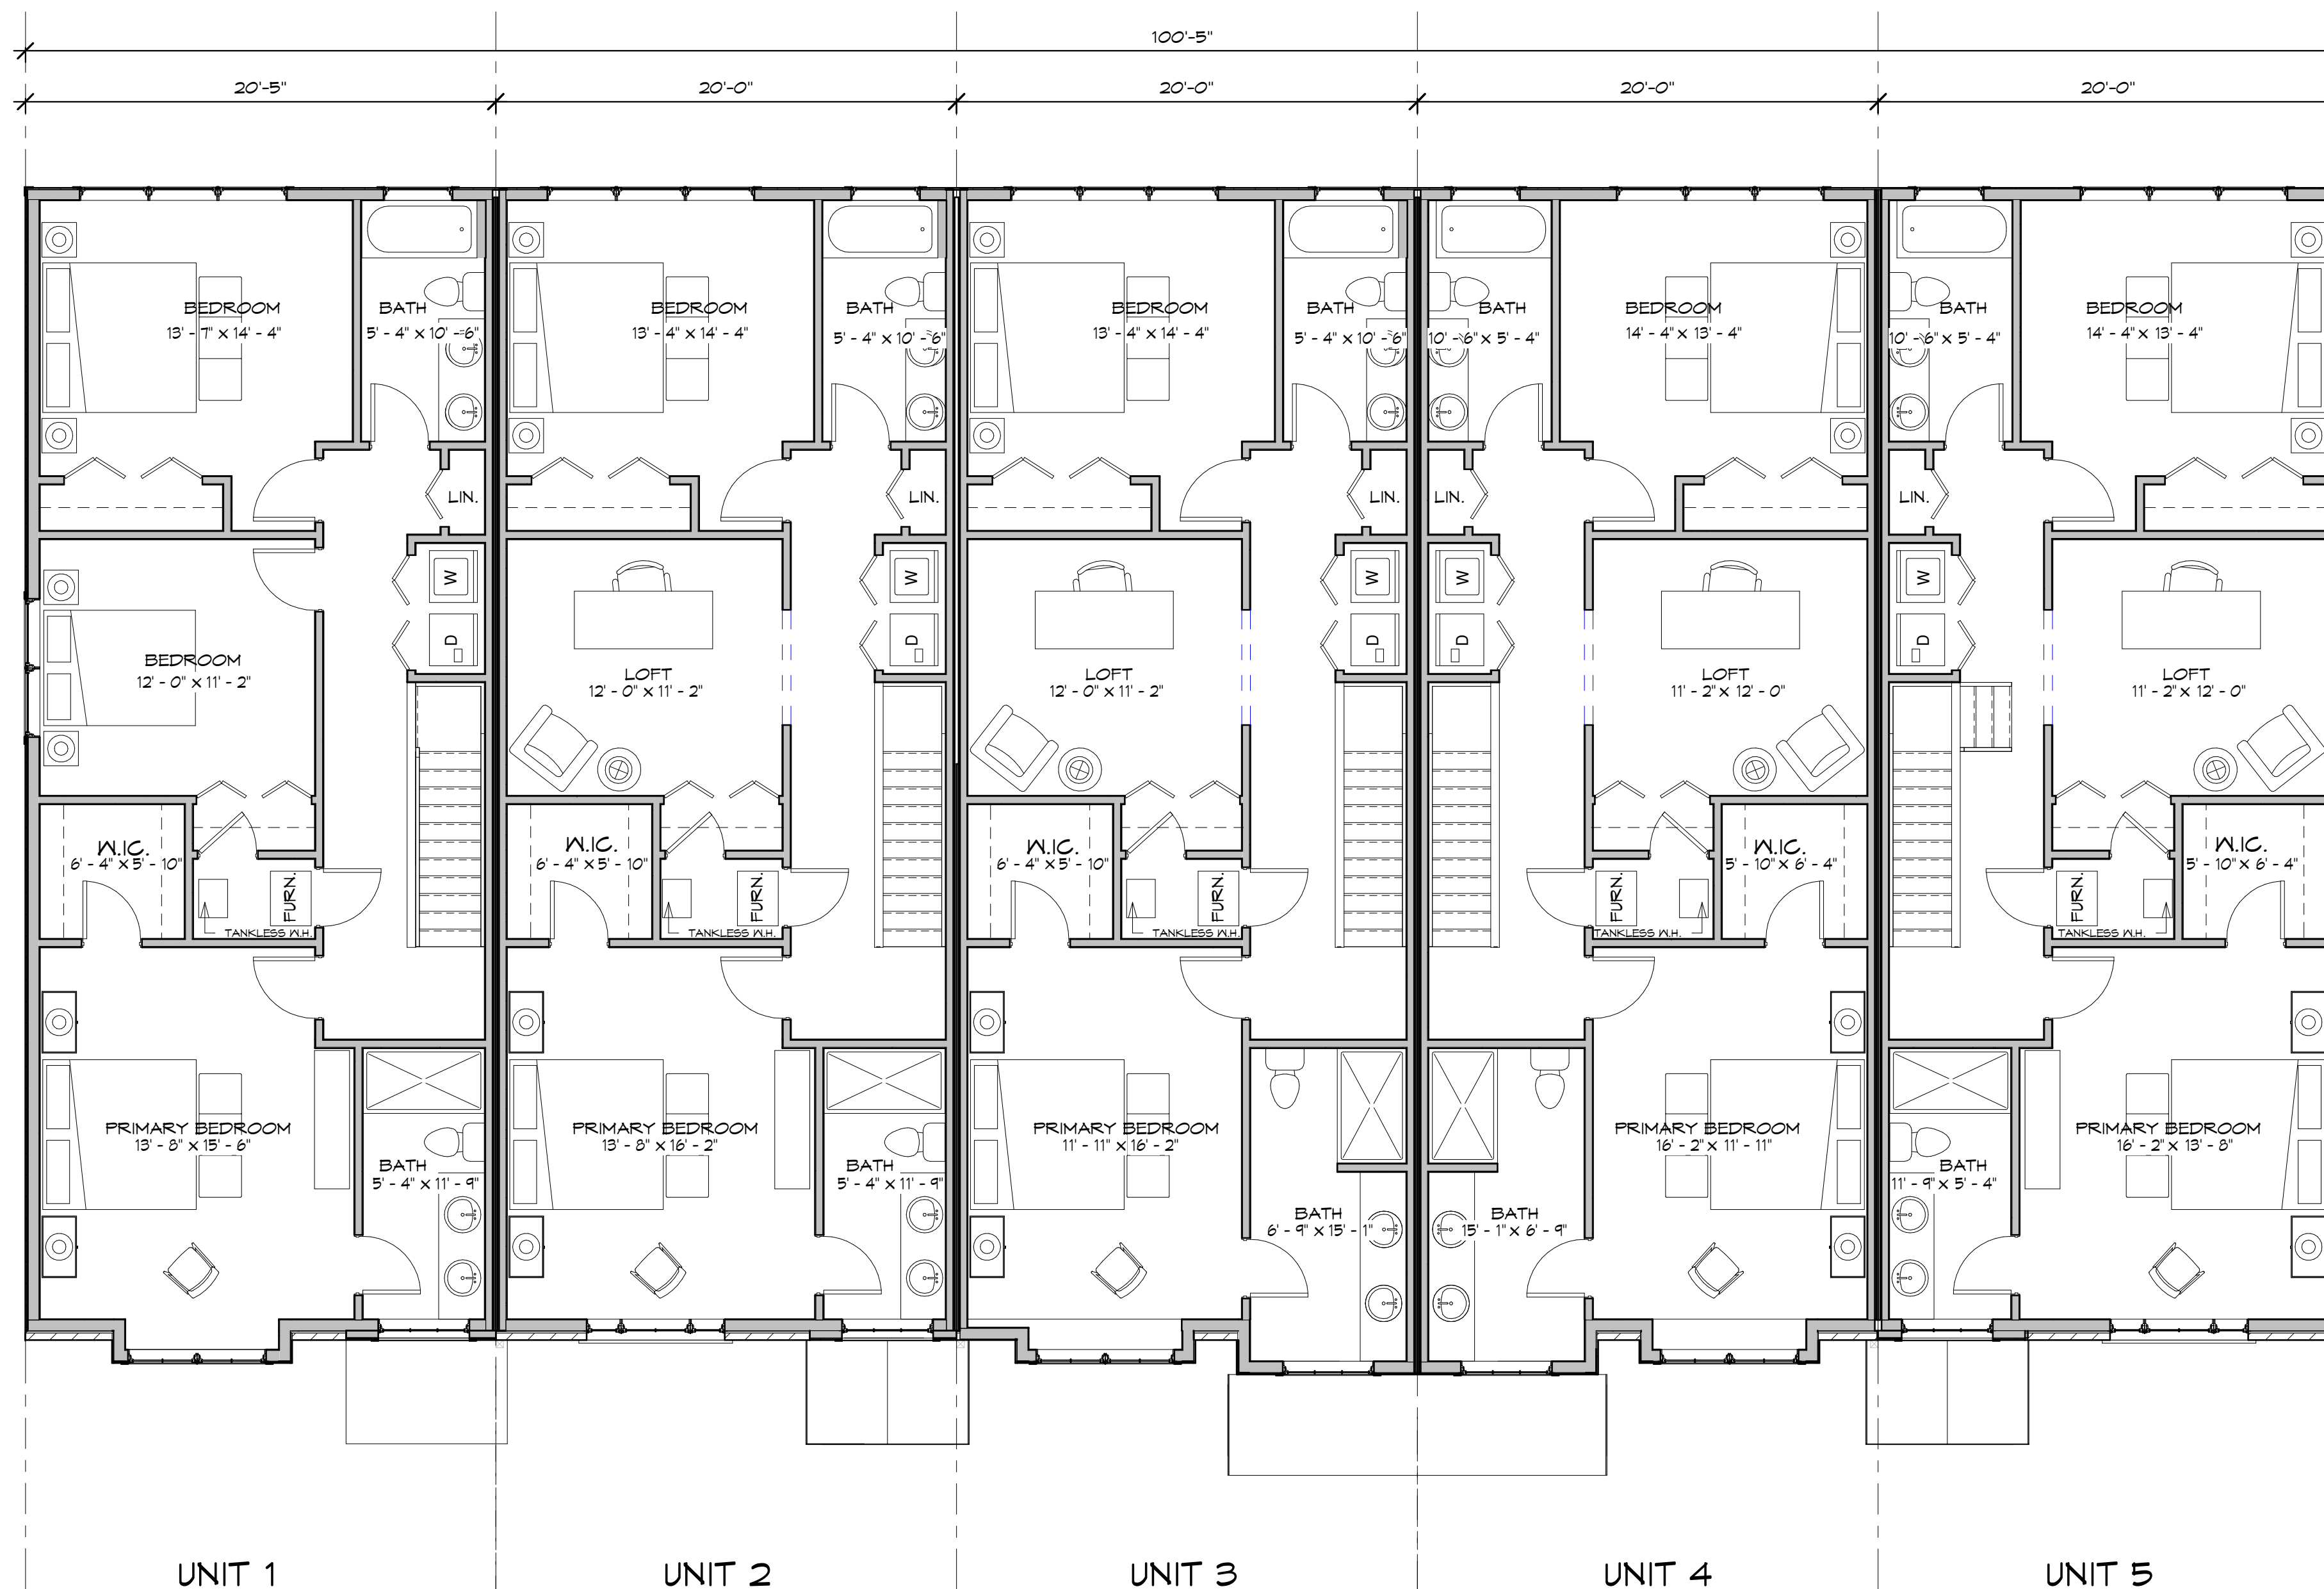 100'-5"
20'-5"
20'-0"
20'-0"
20'-0"
20'-0"
BEDROOM
13' - 7" x 14' - 4"
BATH
5' - 4" x 10' - 6"
BEDROOM
13' - 4" x 14' - 4"
BATH
5' - 4" x 10' - 6"
BEDROOM
13' - 4" x 14' - 4"
BATH
5' - 4" x 10' - 6"
BATH
10' - 6" x 5' - 4"
BEDROOM
14' - 4" x 13' - 4"
BATH
10' - 6" x 5' - 4"
BEDROOM
14' - 4" x 13' - 4"
LIN.
LIN.
LIN.
LIN.
LIN.
W
W
W
W
W
D
D
D
D
D
BEDROOM
12' - 0" x 11' - 2"
LOFT
12' - 0" x 11' - 2"
LOFT
12' - 0" x 11' - 2"
LOFT
11' - 2" x 12' - 0"
LOFT
11' - 2" x 12' - 0"
W.IC.
6' - 4" x 5' - 10"
W.IC.
6' - 4" x 5' - 10"
W.IC.
6' - 4" x 5' - 10"
W.IC.
5' - 10" x 6' - 4"
W.IC.
5' - 10" x 6' - 4"
FURN.
FURN.
FURN.
FURN.
FURN.
TANKLESS W.H.
TANKLESS W.H.
TANKLESS W.H.
TANKLESS W.H.
TANKLESS W.H.
PRIMARY BEDROOM
13' - 8" x 15' - 6"
BATH
5' - 4" x 11' - 9"
PRIMARY BEDROOM
13' - 8" x 16' - 2"
BATH
5' - 4" x 11' - 9"
PRIMARY BEDROOM
11' - 11" x 16' - 2"
BATH
6' - 9" x 15' - 1"
BATH
15' - 1" x 6' - 9"
PRIMARY BEDROOM
16' - 2" x 11' - 11"
BATH
11' - 9" x 5' - 4"
PRIMARY BEDROOM
16' - 2" x 13' - 8"
UNIT 1
UNIT 2
UNIT 3
UNIT 4
UNIT 5